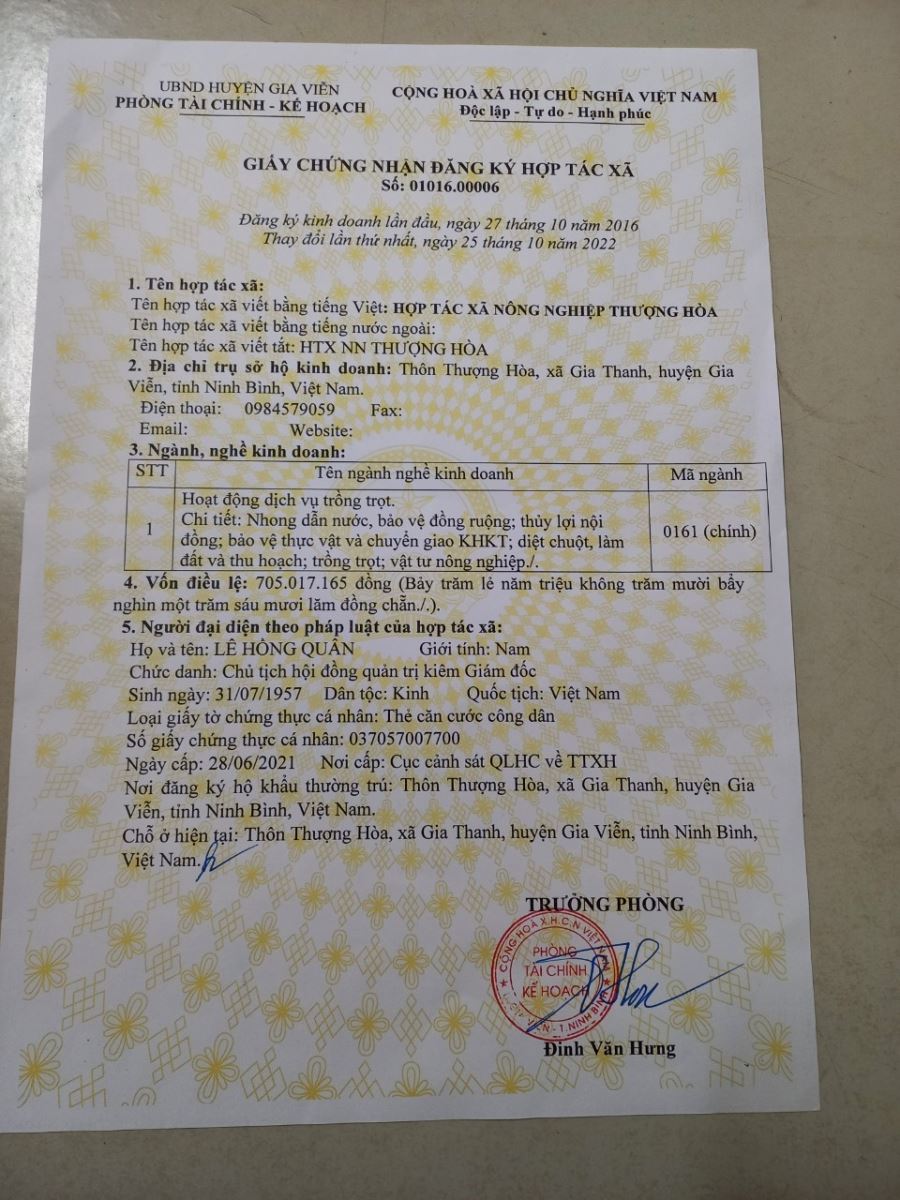 UBND HUYỆN GIA VIỄN
PHÒNG TÀI CHÍNH - KẾ HOẠCH
CỘNG HOÀ XÃ HỘI CHỦ NGHĨA VIỆT NAM
Độc lập - Tự do - Hạnh phúc
GIẤY CHỨNG NHẬN ĐĂNG KÝ HỢP TÁC XÃ
Số: 01016.00006
Đăng ký kinh doanh lần đầu, ngày 27 tháng 10 năm 2016
Thay đổi lần thứ nhất, ngày 25 tháng 10 năm 2022
1. Tên hợp tác xã:
Tên hợp tác xã viết bằng tiếng Việt: HỢP TÁC XÃ NÔNG NGHIỆP THƯỢNG HÒA
Tên hợp tác xã viết bằng tiếng nước ngoài:
Tên hợp tác xã viết tắt: HTX NN THƯỢNG HÒA
2. Địa chỉ trụ sở hộ kinh doanh: Thôn Thượng Hòa, xã Gia Thanh, huyện Gia
Viễn, tỉnh Ninh Bình, Việt Nam.
Điện thoại: 0984579059 Fax:
Email: Website:
3. Ngành, nghề kinh doanh:
STT Tên ngành nghề kinh doanh Mã ngành
Hoạt động dịch vụ trồng trọt.
Chi tiết: Nhong dẫn nước, bảo vệ đồng ruộng; thủy lợi nội
1 đồng; bảo vệ thực vật và chuyển giao KHKT; diệt chuột, làm 0161 (chính)
đất và thu hoạch; trồng trọt; vật tư nông nghiệp./.
4. Vốn điều lệ: 705.017.165 đồng (Bảy trăm lẻ năm triệu không trăm mười bẩy
nghìn một trăm sáu mươi lăm đồng chẵn./.).
5. Người đại diện theo pháp luật của hợp tác xã:
Họ và tên: LÊ HỒNG QUÂN Giới tính: Nam
Chức danh: Chủ tịch hội đồng quản trị kiêm Giám đốc
Sinh ngày: 31/07/1957 Dân tộc: Kinh Quốc tịch: Việt Nam
Loại giấy tờ chứng thực cá nhân: Thẻ căn cước công dân
Số giấy chứng thực cá nhân: 037057007700
Ngày cấp: 28/06/2021 Nơi cấp: Cục cảnh sát QLHC về TTXH
Nơi đăng ký hộ khẩu thường trú: Thôn Thượng Hòa, xã Gia Thanh, huyện Gia
Viễn, tỉnh Ninh Bình, Việt Nam.
Chỗ ở hiện tại: Thôn Thượng Hòa, xã Gia Thanh, huyện Gia Viễn, tỉnh Ninh Bình,
Việt Nam.
TRƯỞNG PHÒNG
CỘNG HOÀ X.H.C.N VIỆT NAM
PHÒNG
TÀI CHÍNH
KẾ HOẠCH
VIỄN - T.NINH BÌNH
Đinh Văn Hưng